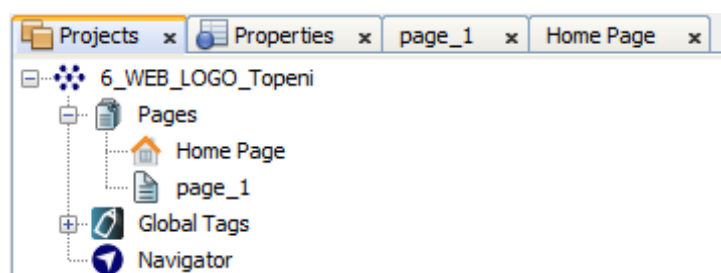 Projects x Properties x page_1 x Home Page x
6_WEB_LOGO_Topeni
Pages
Home Page
page_1
Global Tags
Navigator